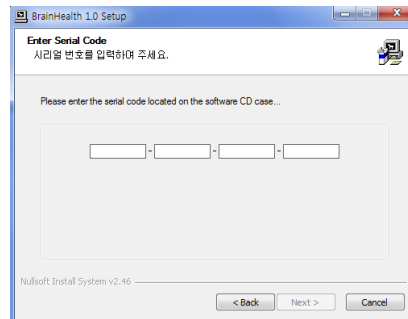 BrainHealth 1.0 Setup
Enter Serial Code
시리얼 번호를 입력하며 주세요.
Please enter the serial code located on the software CD case...
- - -
Nullsoft Install System v2.46
< Back Next > Cancel